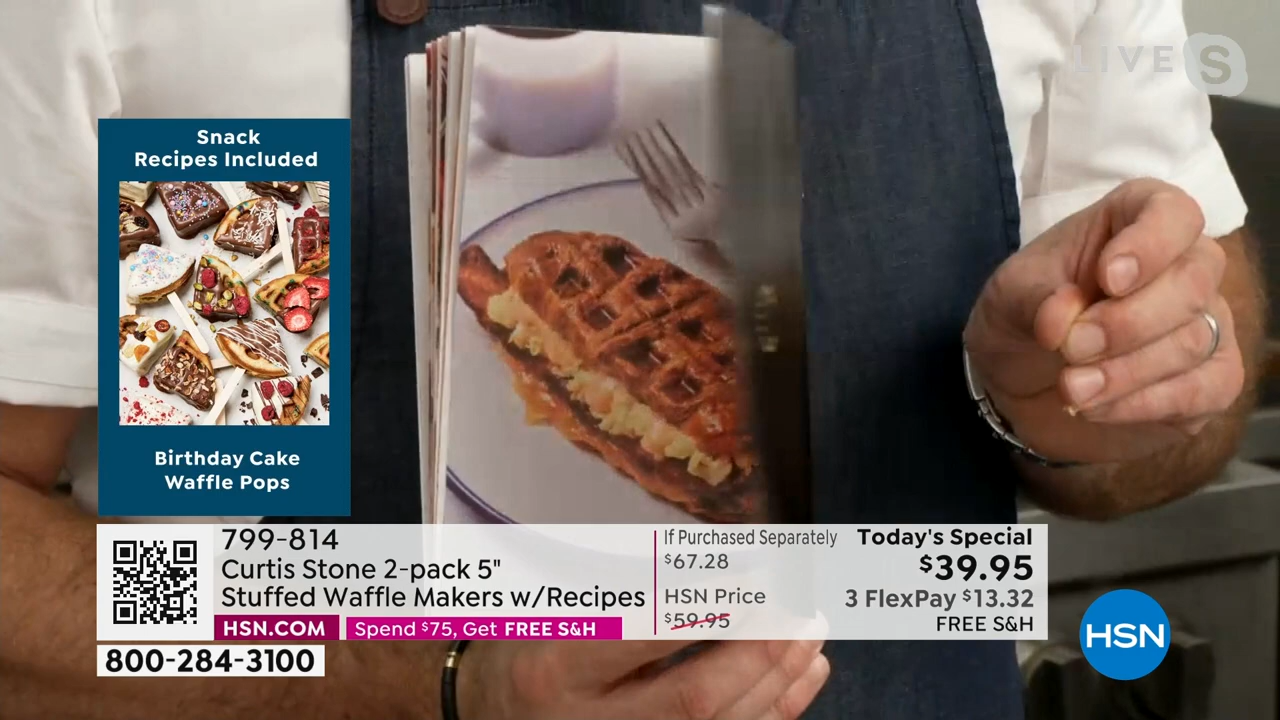 LIVE S
Snack
Recipes Included
Birthday Cake
Waffle Pops
799-814
Curtis Stone 2-pack 5"
Stuffed Waffle Makers w/Recipes
HSN.COM
Spend $75, Get FREE S&H
800-284-3100
If Purchased Separately
$67.28
HSN Price
$59.95
Today's Special
$39.95
3 FlexPay $13.32
FREE S&H
HSN